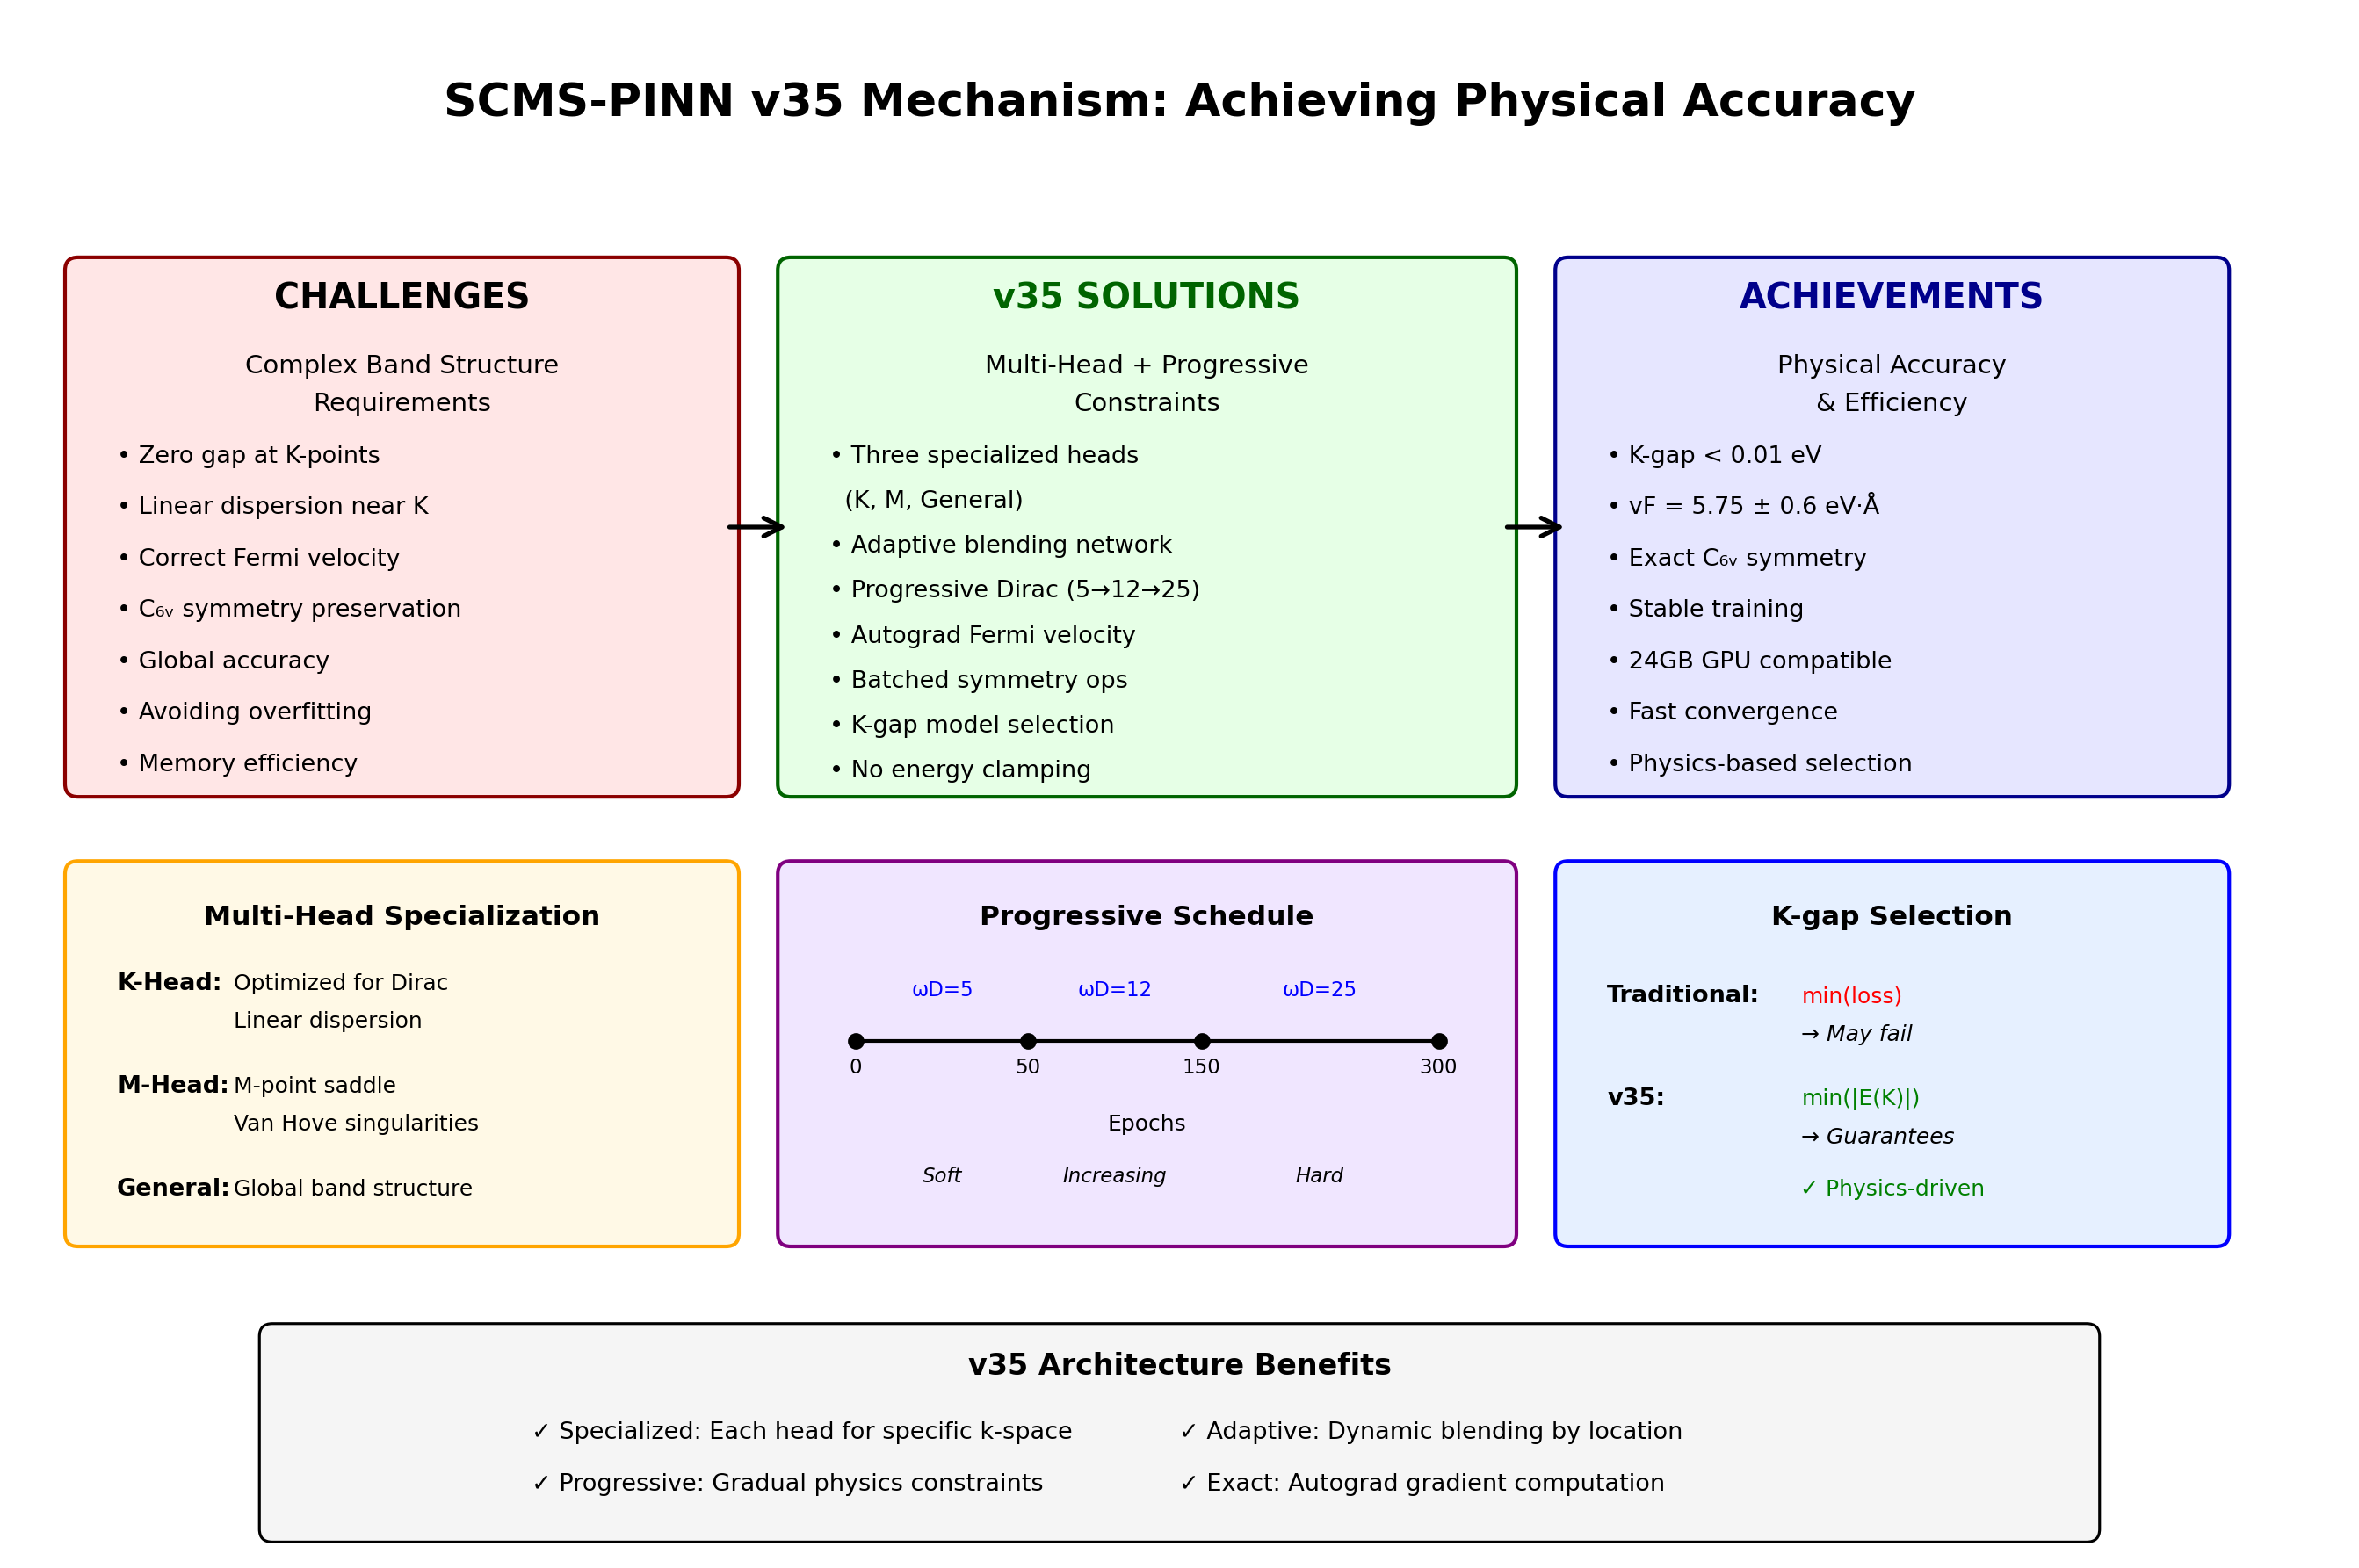 SCMS-PINN v35 Mechanism: Achieving Physical Accuracy
CHALLENGES
Complex Band Structure
Requirements
• Zero gap at K-points
• Linear dispersion near K
• Correct Fermi velocity
• C₆ᵥ symmetry preservation
• Global accuracy
• Avoiding overfitting
• Memory efficiency
v35 SOLUTIONS
Multi-Head + Progressive
Constraints
• Three specialized heads
(K, M, General)
• Adaptive blending network
• Progressive Dirac (5→12→25)
• Autograd Fermi velocity
• Batched symmetry ops
• K-gap model selection
• No energy clamping
ACHIEVEMENTS
Physical Accuracy
& Efficiency
• K-gap < 0.01 eV
• vF = 5.75 ± 0.6 eV·Å
• Exact C₆ᵥ symmetry
• Stable training
• 24GB GPU compatible
• Fast convergence
• Physics-based selection
Multi-Head Specialization
K-Head: Optimized for Dirac
Linear dispersion
M-Head: M-point saddle
Van Hove singularities
General: Global band structure
Progressive Schedule
ωD=5 ωD=12 ωD=25
0 50 150 300
Epochs
Soft Increasing Hard
K-gap Selection
Traditional: min(loss)
→ May fail
v35: min(|E(K)|)
→ Guarantees
✓ Physics-driven
v35 Architecture Benefits
✓ Specialized: Each head for specific k-space ✓ Adaptive: Dynamic blending by location
✓ Progressive: Gradual physics constraints ✓ Exact: Autograd gradient computation